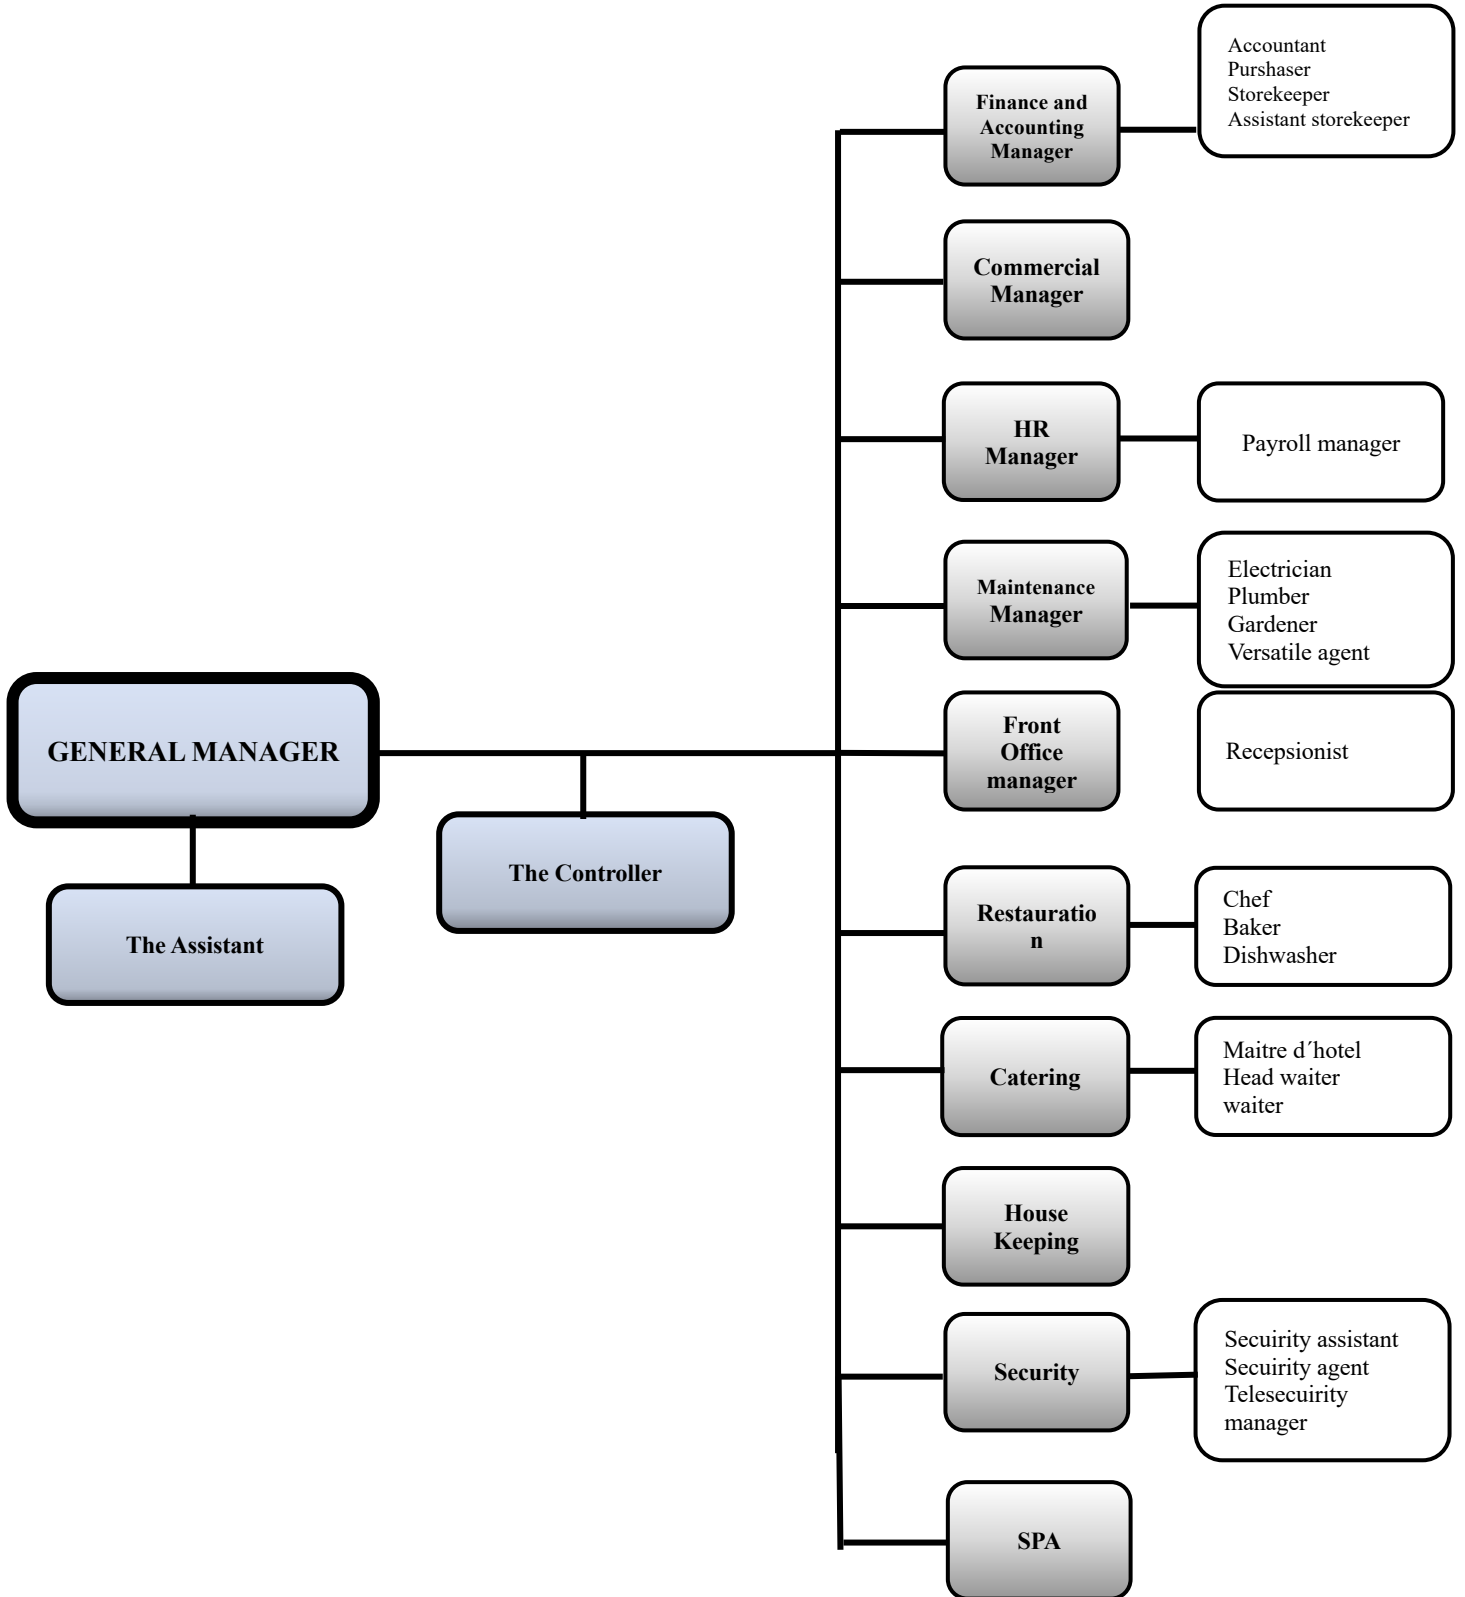 Accountant
Purshaser
Storekeeper
Assistant storekeeper
Finance and
Accounting
Manager
Commercial
Manager
HR
Manager
Payroll manager
Maintenance
Manager
Electrician
Plumber
Gardener
Versatile agent
GENERAL MANAGER
Front
Office
manager
Recepsionist
The Controller
The Assistant
Restauratio
n
Chef
Baker
Dishwasher
Catering
Maitre d´hotel
Head waiter
waiter
House
Keeping
Security
Secuirity assistant
Secuirity agent
Telesecuirity
manager
SPA